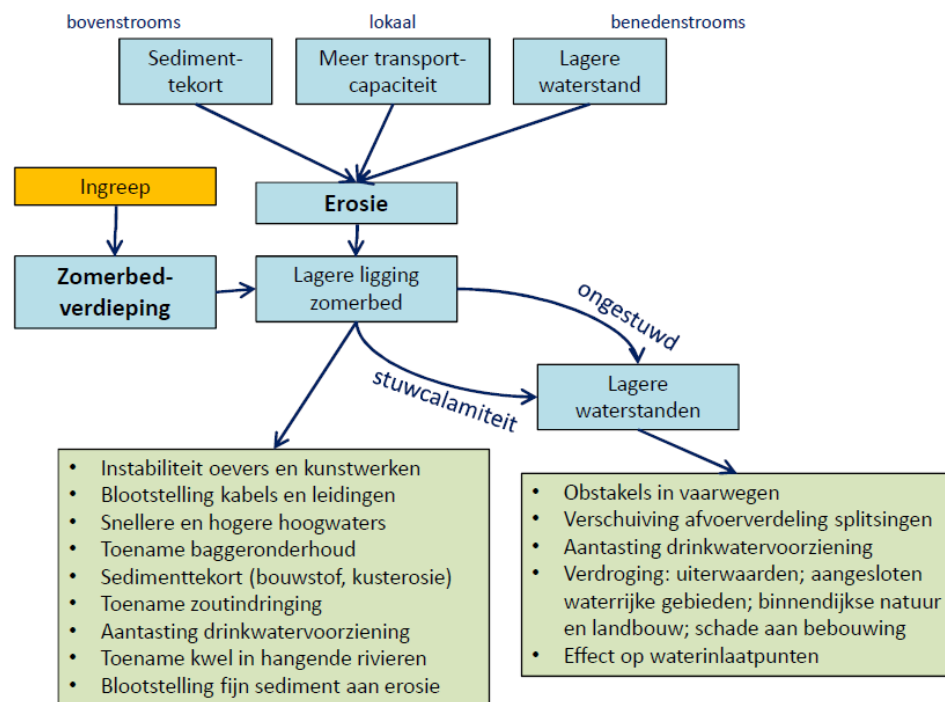 bovenstrooms
lokaal
benedenstrooms
Sediment-
tekort
Meer transport-
capaciteit
Lagere
waterstand
Ingreep
Erosie
Zomerbed-
verdieping
Lagere ligging
zomerbed
ongestuwd
stuwcalamiteit
Lagere
waterstanden
• Instabiliteit oevers en kunstwerken
• Blootstelling kabels en leidingen
• Snellere en hogere hoogwaters
• Toename baggeronderhoud
• Sedimenttekort (bouwstof, kusterosie)
• Toename zoutindringing
• Aantasting drinkwatervoorziening
• Toename kwel in hangende rivieren
• Blootstelling fijn sediment aan erosie
• Obstakels in vaarwegen
• Verschuiving afvoerverdeling splitsingen
• Aantasting drinkwatervoorziening
• Verdroging: uiterwaarden; aangesloten
waterrijke gebieden; binnendijkse natuur
en landbouw; schade aan bebouwing
• Effect op waterinlaatpunten